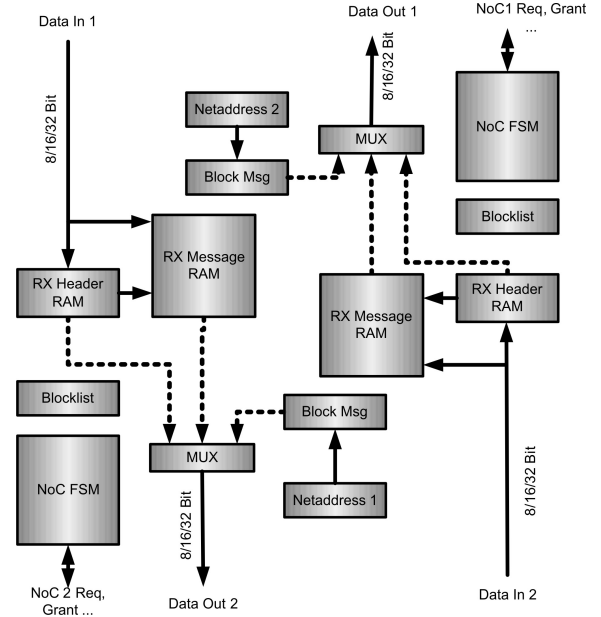 Data In 1
Data Out 1
NoC1 Req, Grant
...
8/16/32 Bit
8/16/32 Bit
Netaddress 2
MUX
NoC FSM
Block Msg
Blocklist
RX Message
RAM
RX Header
RAM
RX Message
RAM
RX Header
RAM
Blocklist
Block Msg
MUX
NoC FSM
Netaddress 1
8/16/32 Bit
8/16/32 Bit
NoC 2 Req,
Grant ...
Data Out 2
Data In 2